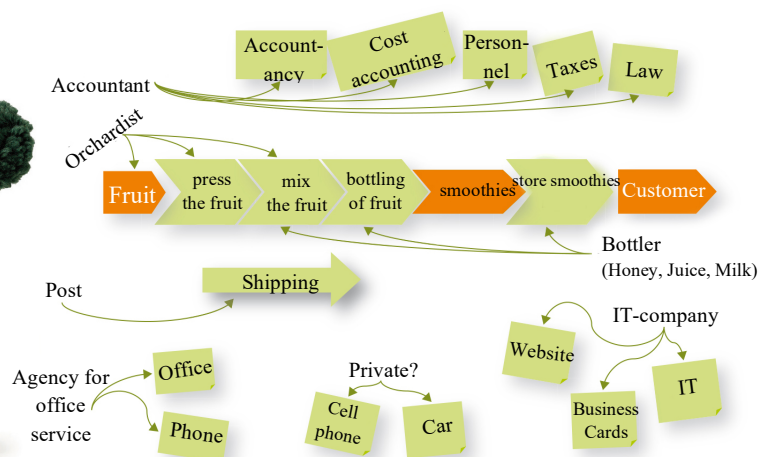 Account-
ancy
Cost
accounting
Person-
nel
Taxes
Law
Accountant
Orchardist
Fruit
press
the fruit
mix
the fruit
bottling
of fruit
smoothies
store smoothies
Customer
Bottler
(Honey, Juice, Milk)
Post
Shipping
IT-company
Website
Business
Cards
IT
Agency for
office
service
Office
Phone
Private?
Cell
phone
Car